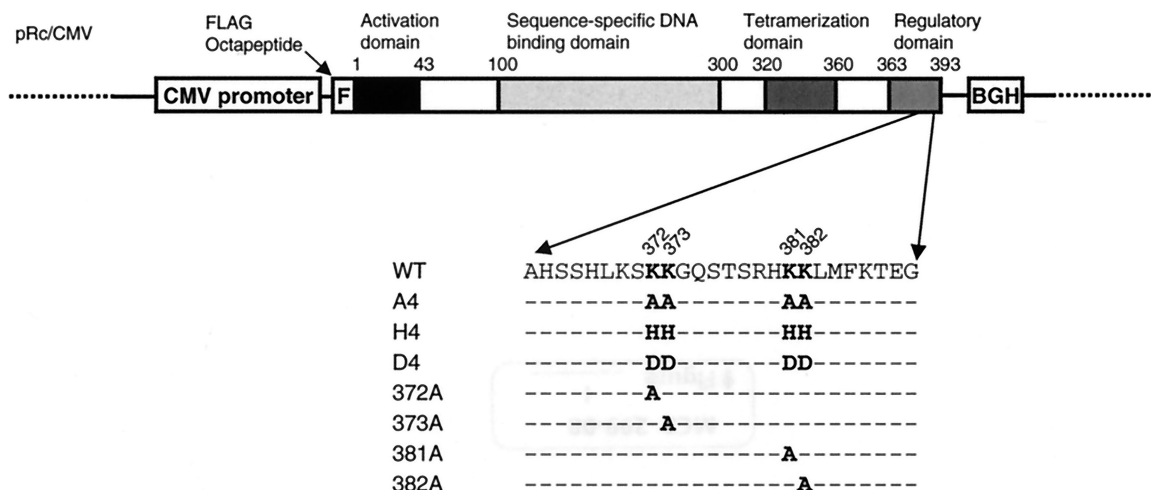 pRc/CMV
FLAG
Octapeptide
Activation
domain
Sequence-specific DNA
binding domain
Tetramerization
domain
Regulatory
domain
1 43 100 300 320 360 363 393
CMV promoter F BGH
372 373 381 382
WT AHSSHLKSKKGQSTSRHKKLMFKTEG
A4 --------AA-------AA-------
H4 --------HH-------HH-------
D4 --------DD-------DD-------
372A --------A-----------------
373A ---------A----------------
381A -----------------A--------
382A ------------------A-------